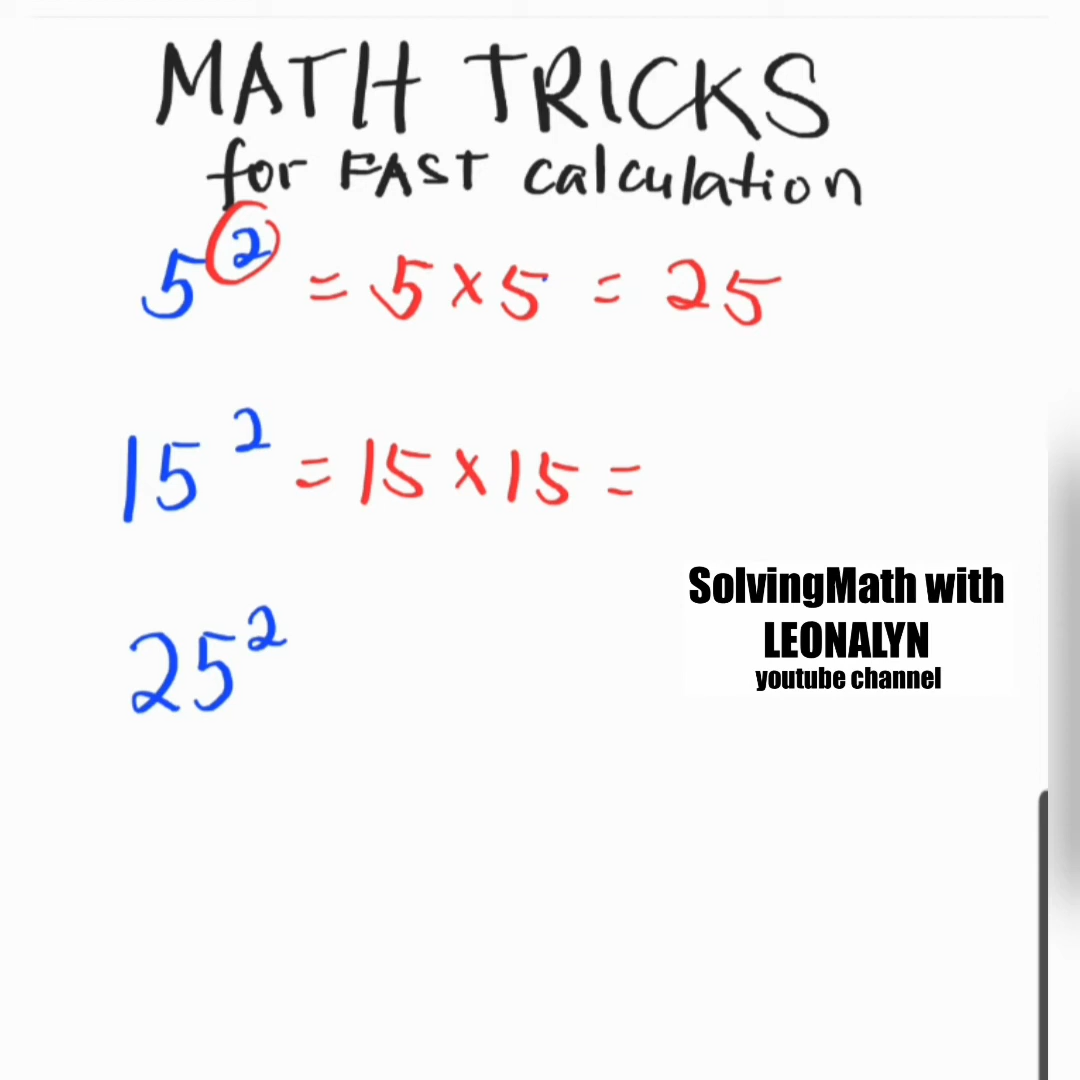 MATH TRICKS
for FAST calculation
5² = 5 × 5 = 25
15² = 15 × 15 =
SolvingMath with
LEONALYN
youtube channel
25²